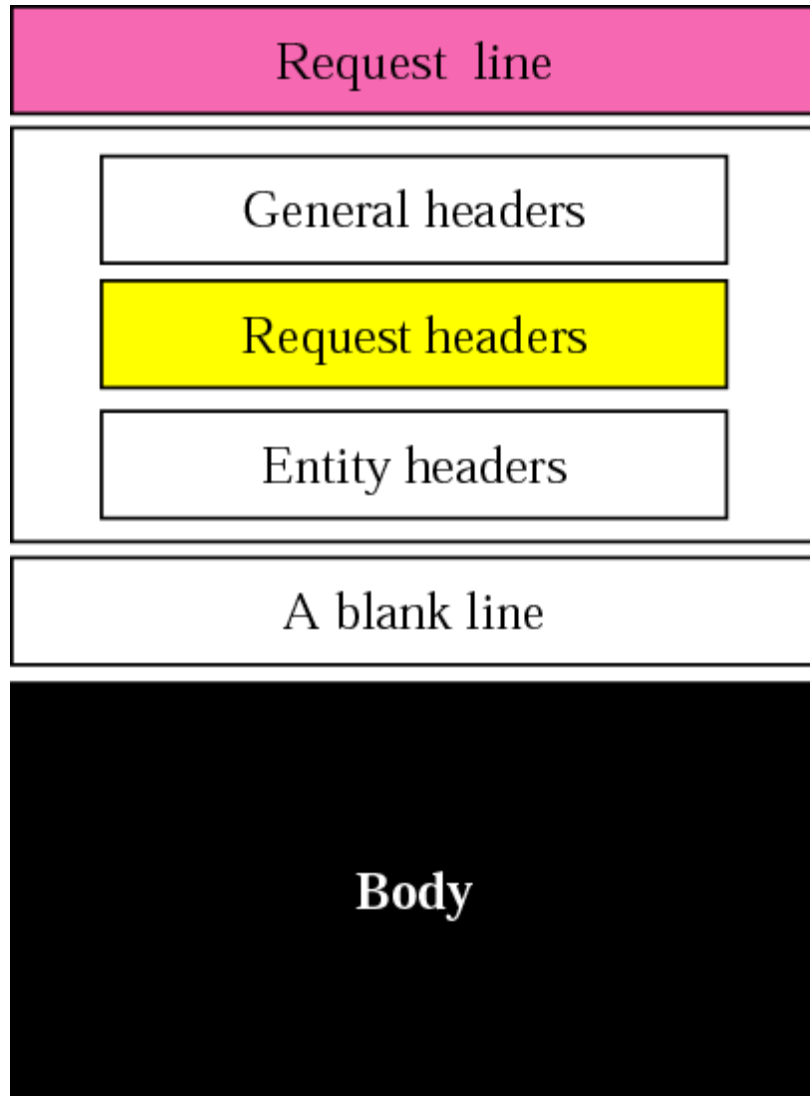 Request line
General headers
Request headers
Entity headers
A blank line
Body